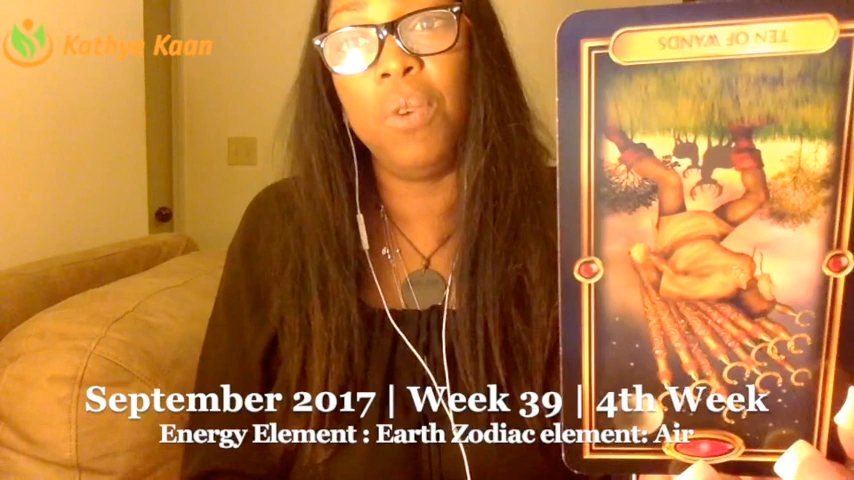 Kathye Kaan
TEN OF WANDS
September 2017 | Week 39 | 4th Week
Energy Element : Earth Zodiac element: Air